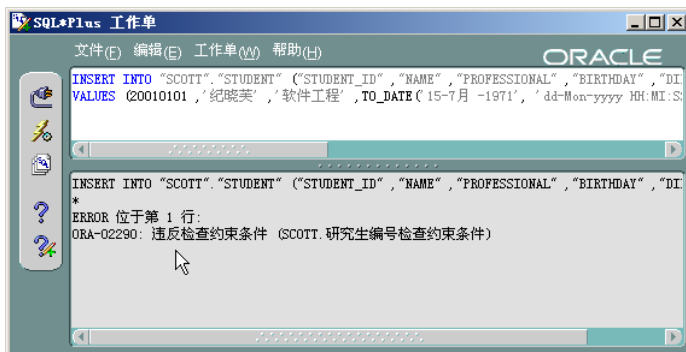 SQL*Plus 工作单
文件(F) 编辑(E) 工作单(W) 帮助(H)
ORACLE
INSERT INTO "SCOTT"."STUDENT" ("STUDENT_ID" ,"NAME" ,"PROFESSIONAL" ,"BIRTHDAY" ,"DI
VALUES (20010101 ,'纪晓芙' ,'软件工程' ,TO_DATE('15-7月 -1971', 'dd-Mon-yyyy HH:MI:S
INSERT INTO "SCOTT"."STUDENT" ("STUDENT_ID" ,"NAME" ,"PROFESSIONAL" ,"BIRTHDAY" ,"DI
*
ERROR 位于第 1 行:
ORA-02290: 违反检查约束条件 (SCOTT.研究生编号检查约束条件)